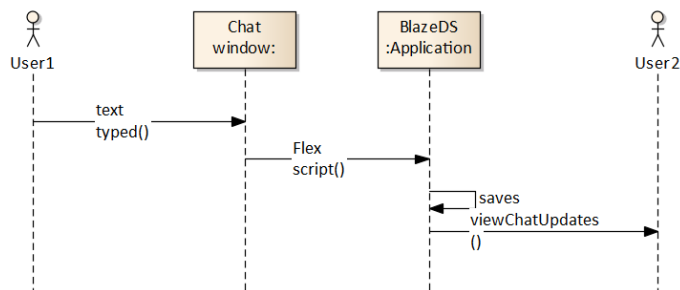 Chat
window:
BlazeDS
:Application
User1
User2
text
typed()
Flex
script()
saves
viewChatUpdates
()